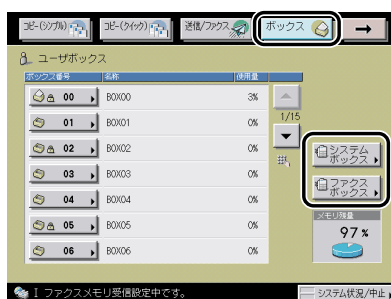 コピー(シンプル)
コピー(クイック)
送信/ファクス
ボックス
→
ユーザボックス
ボックス番号 名称 使用量
00 BOX00 3%
01 BOX01 0%
02 BOX02 0%
03 BOX03 0%
04 BOX04 0%
05 BOX05 0%
06 BOX06 0%
1/15
システム
ボックス
ファクス
ボックス
メモリ残量
97 %
I ファクスメモリ受信設定中です。
システム状況/中止